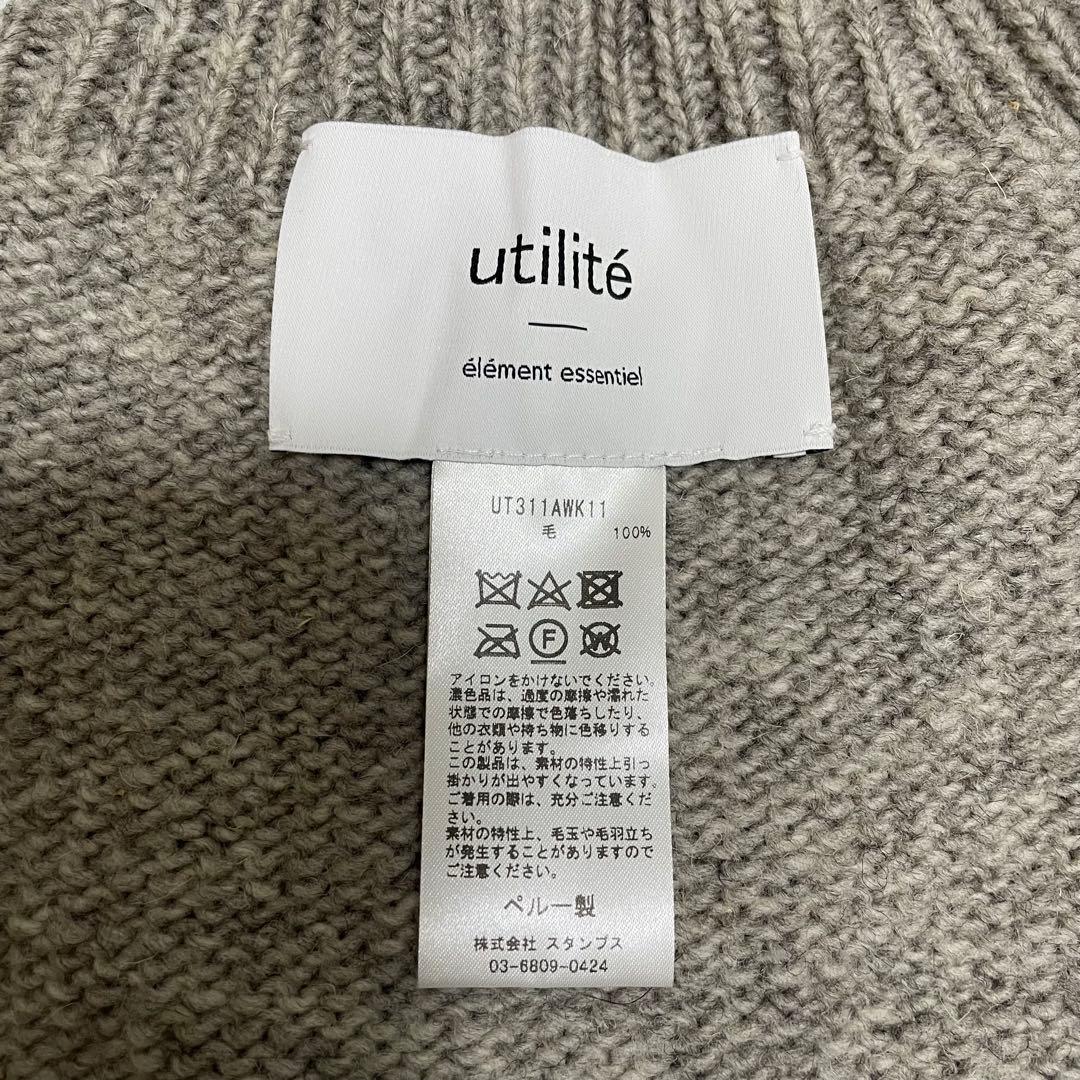 utilité
élément essentiel
UT311AWK11
毛 100%
F
W
アイロンをかけないでください。
濃色品は、過度の摩擦や濡れた
状態での摩擦で色落ちしたり、
他の衣類や持ち物に色移りする
ことがあります。
この製品は、素材の特性上引っ
掛かりが出やすくなっています。
ご着用の際は、充分ご注意くだ
さい。
素材の特性上、毛玉や毛羽立ち
が発生することがありますので
ご注意ください。
ペルー製
株式会社 スタンプス
03-6809-0424